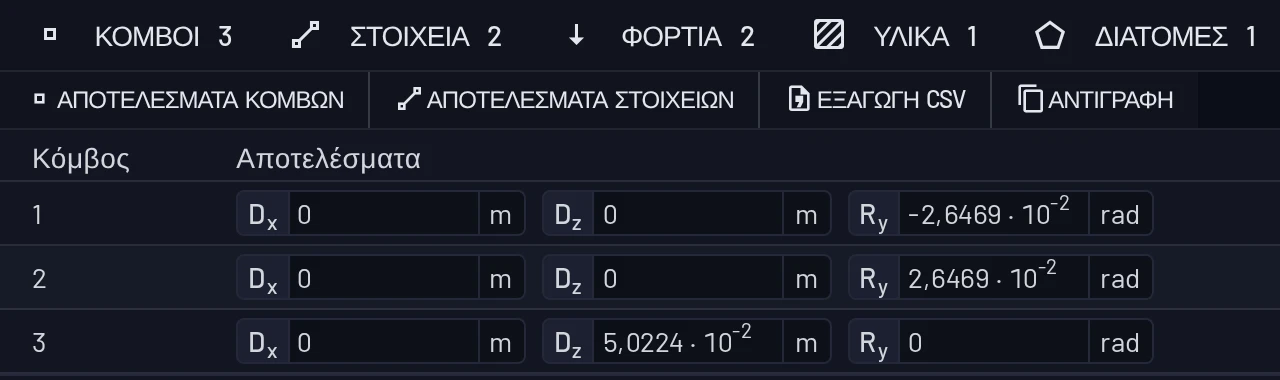 ΚΟΜΒΟΙ 3 ΣΤΟΙΧΕΙΑ 2 ΦΟΡΤΙΑ 2 ΥΛΙΚΑ 1 ΔΙΑΤΟΜΕΣ 1
ΑΠΟΤΕΛΕΣΜΑΤΑ ΚΟΜΒΩΝ ΑΠΟΤΕΛΕΣΜΑΤΑ ΣΤΟΙΧΕΙΩΝ ΕΞΑΓΩΓΗ CSV ΑΝΤΙΓΡΑΦΗ
Κόμβος Αποτελέσματα
1 Dx 0 m Dz 0 m Ry -2,6469 · 10⁻² rad
2 Dx 0 m Dz 0 m Ry 2,6469 · 10⁻² rad
3 Dx 0 m Dz 5,0224 · 10⁻² m Ry 0 rad